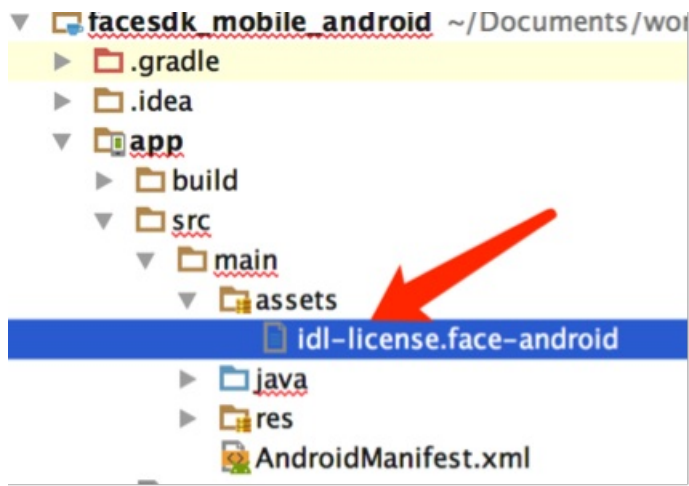 facesdk_mobile_android ~/Documents/wor
.gradle
.idea
app
build
src
main
assets
idl-license.face-android
java
res
AndroidManifest.xml